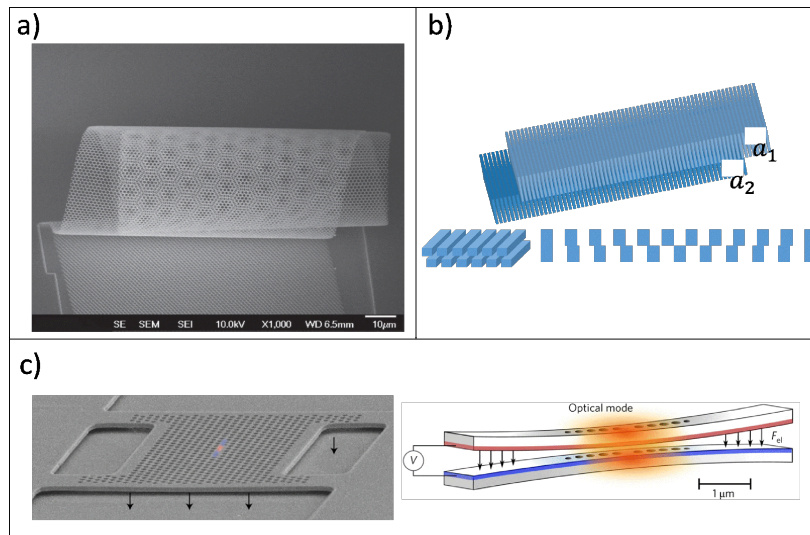 a)
SE SEM SEI 10.0kV X1,000 WD 6.5mm 10µm
b)
a1
a2
c)
Optical mode
V
Fel
1 µm